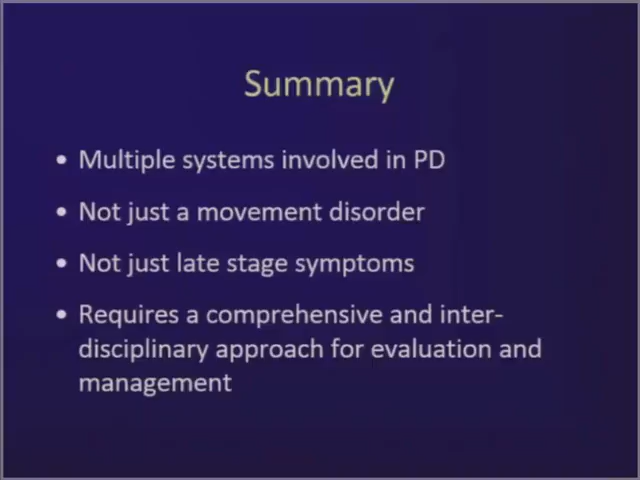 Summary
• Multiple systems involved in PD
• Not just a movement disorder
• Not just late stage symptoms
• Requires a comprehensive and inter-
disciplinary approach for evaluation and
management